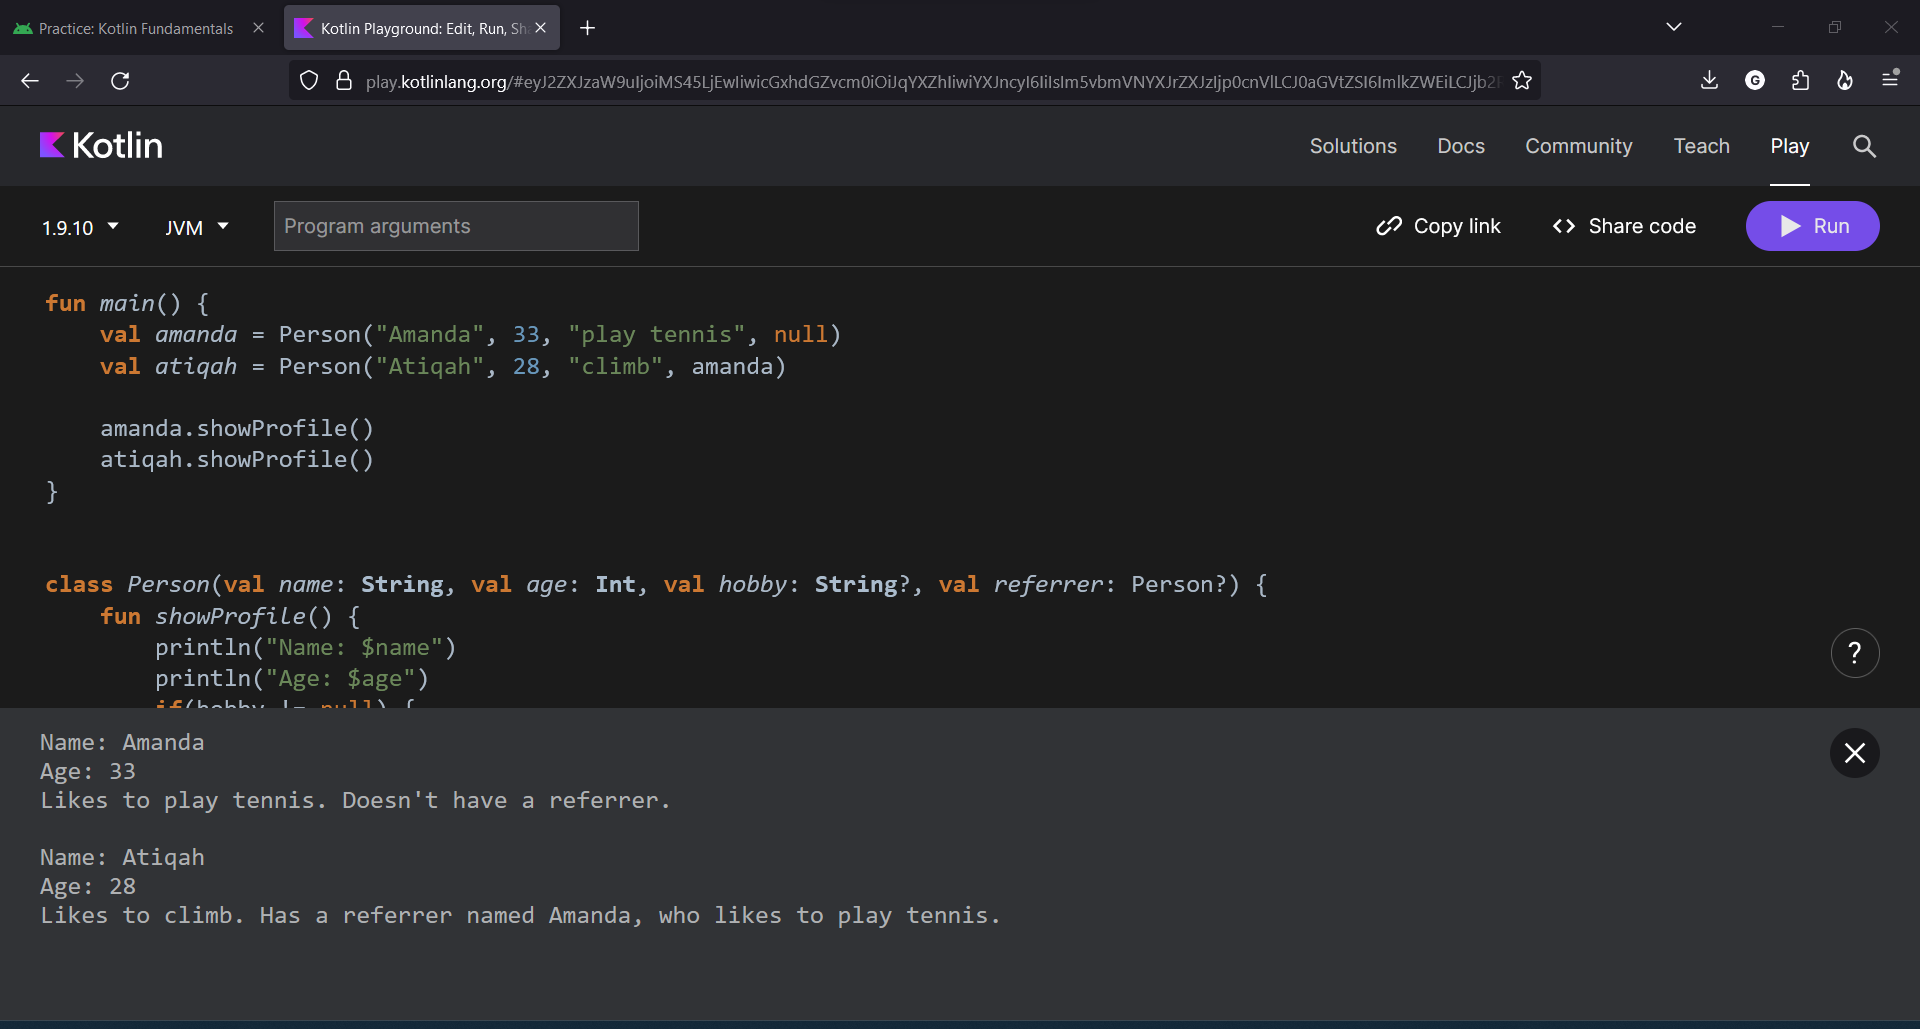 Practice: Kotlin Fundamentals
Kotlin Playground: Edit, Run, Sh
Kotlin
Solutions
Docs
Community
Teach
Play
1.9.10
JVM
Program arguments
Copy link
Share code
Run
fun main() {
    val amanda = Person("Amanda", 33, "play tennis", null)
    val atiqah = Person("Atiqah", 28, "climb", amanda)
    amanda.showProfile()
    atiqah.showProfile()
}
class Person(val name: String, val age: Int, val hobby: String?, val referrer: Person?) {
    fun showProfile() {
        println("Name: $name")
        println("Age: $age")
        if(hobby != null) {
?
Name: Amanda
Age: 33
Likes to play tennis. Doesn't have a referrer.
Name: Atiqah
Age: 28
Likes to climb. Has a referrer named Amanda, who likes to play tennis.